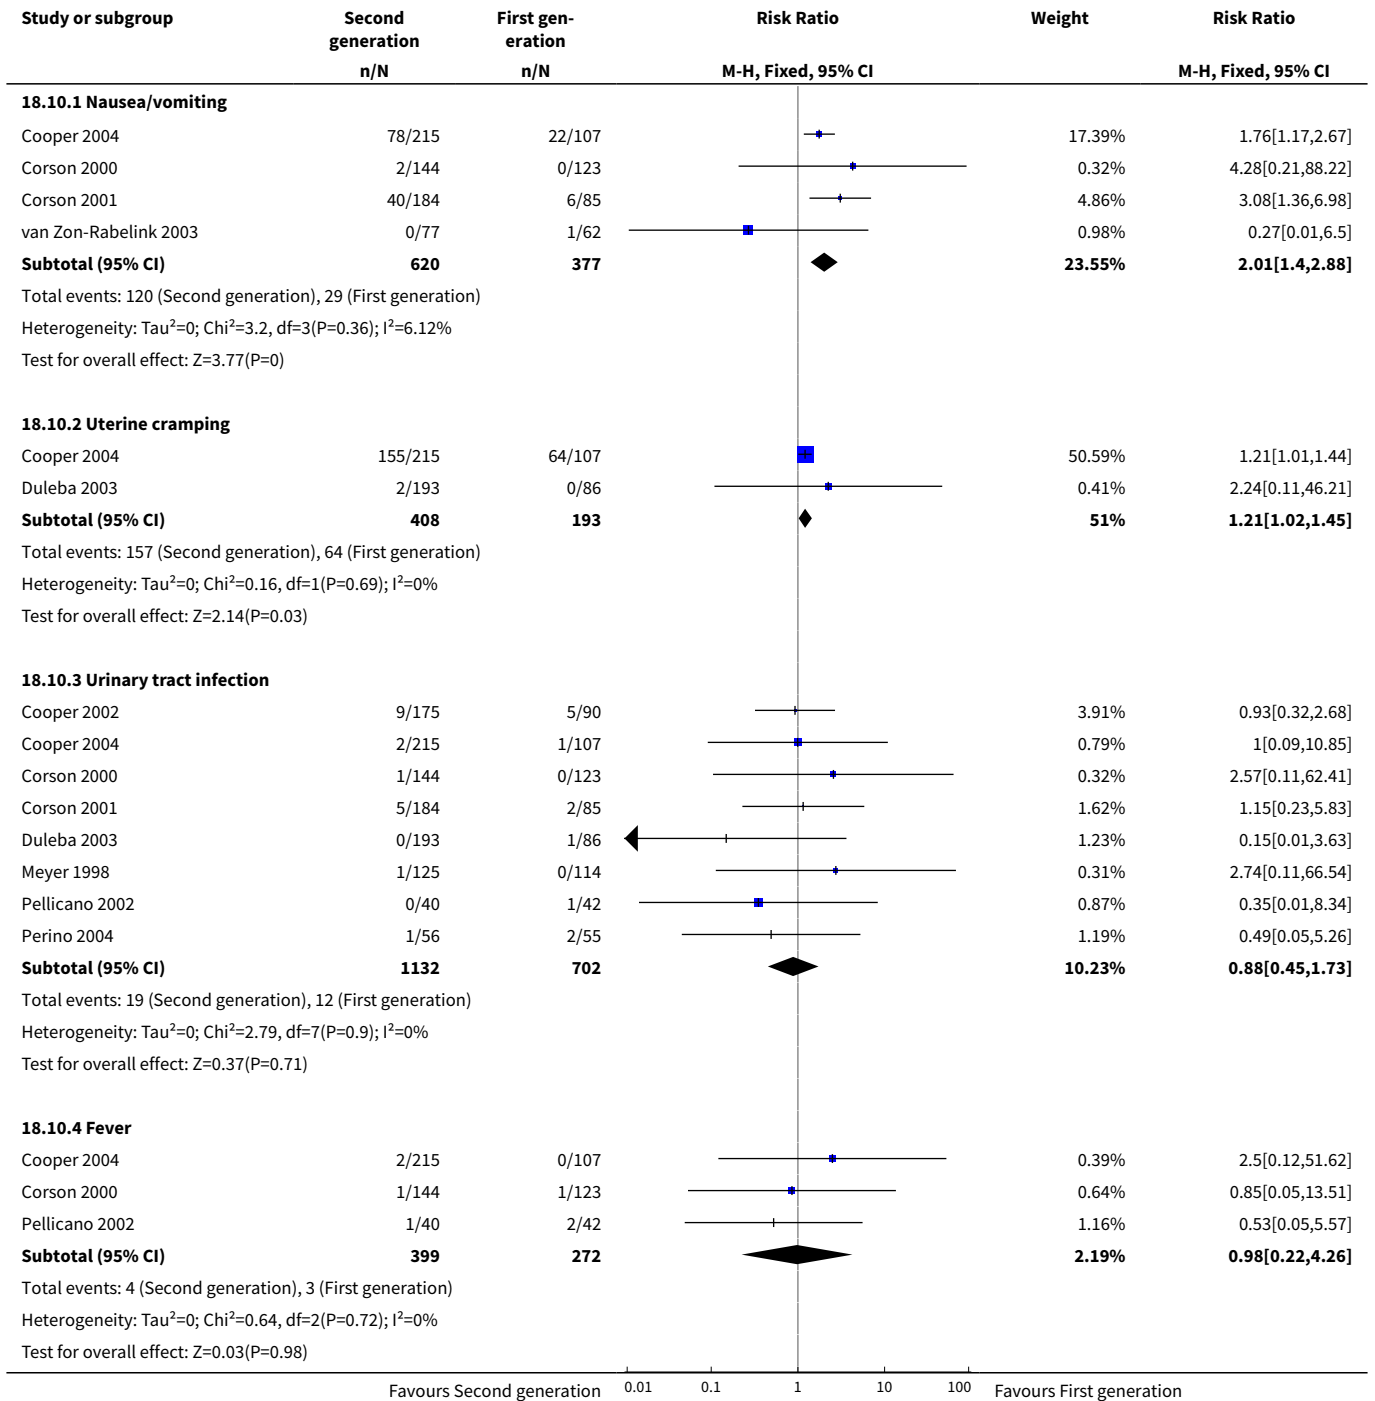 Study or subgroup Second First gen- Risk Ratio Weight Risk Ratio
generation eration
n/N n/N M-H, Fixed, 95% CI M-H, Fixed, 95% CI
18.10.1 Nausea/vomiting
Cooper 2004 78/215 22/107 17.39% 1.76[1.17,2.67]
Corson 2000 2/144 0/123 0.32% 4.28[0.21,88.22]
Corson 2001 40/184 6/85 4.86% 3.08[1.36,6.98]
van Zon-Rabelink 2003 0/77 1/62 0.98% 0.27[0.01,6.5]
Subtotal (95% CI) 620 377 23.55% 2.01[1.4,2.88]
Total events: 120 (Second generation), 29 (First generation)
Heterogeneity: Tau²=0; Chi²=3.2, df=3(P=0.36); I²=6.12%
Test for overall effect: Z=3.77(P=0)
18.10.2 Uterine cramping
Cooper 2004 155/215 64/107 50.59% 1.21[1.01,1.44]
Duleba 2003 2/193 0/86 0.41% 2.24[0.11,46.21]
Subtotal (95% CI) 408 193 51% 1.21[1.02,1.45]
Total events: 157 (Second generation), 64 (First generation)
Heterogeneity: Tau²=0; Chi²=0.16, df=1(P=0.69); I²=0%
Test for overall effect: Z=2.14(P=0.03)
18.10.3 Urinary tract infection
Cooper 2002 9/175 5/90 3.91% 0.93[0.32,2.68]
Cooper 2004 2/215 1/107 0.79% 1[0.09,10.85]
Corson 2000 1/144 0/123 0.32% 2.57[0.11,62.41]
Corson 2001 5/184 2/85 1.62% 1.15[0.23,5.83]
Duleba 2003 0/193 1/86 1.23% 0.15[0.01,3.63]
Meyer 1998 1/125 0/114 0.31% 2.74[0.11,66.54]
Pellicano 2002 0/40 1/42 0.87% 0.35[0.01,8.34]
Perino 2004 1/56 2/55 1.19% 0.49[0.05,5.26]
Subtotal (95% CI) 1132 702 10.23% 0.88[0.45,1.73]
Total events: 19 (Second generation), 12 (First generation)
Heterogeneity: Tau²=0; Chi²=2.79, df=7(P=0.9); I²=0%
Test for overall effect: Z=0.37(P=0.71)
18.10.4 Fever
Cooper 2004 2/215 0/107 0.39% 2.5[0.12,51.62]
Corson 2000 1/144 1/123 0.64% 0.85[0.05,13.51]
Pellicano 2002 1/40 2/42 1.16% 0.53[0.05,5.57]
Subtotal (95% CI) 399 272 2.19% 0.98[0.22,4.26]
Total events: 4 (Second generation), 3 (First generation)
Heterogeneity: Tau²=0; Chi²=0.64, df=2(P=0.72); I²=0%
Test for overall effect: Z=0.03(P=0.98)
Favours Second generation 0.01 0.1 1 10 100 Favours First generation